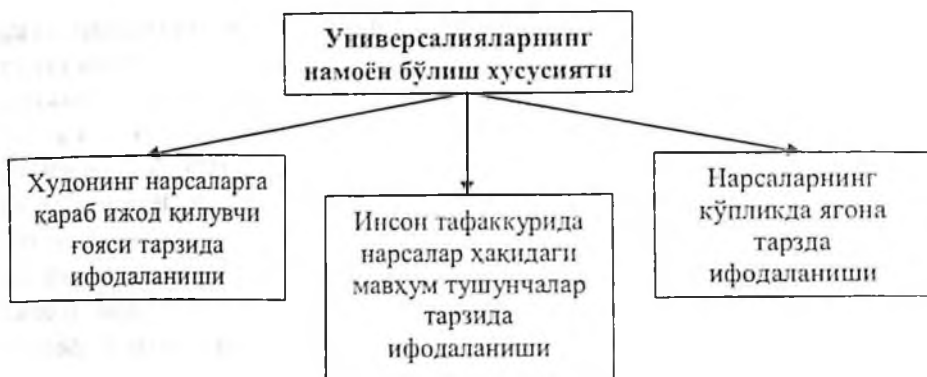 Универсалияларнинг
намоён бўлиш хусусияти
Худонинг нарсаларга
қараб ижод қилувчи
ғояси тарзида
ифодаланиши
Инсон тафаккурида
нарсалар ҳақидаги
мавҳум тушунчалар
тарзида
ифодаланиши
Нарсаларнинг
кўпликда ягона
тарзда
ифодаланиши